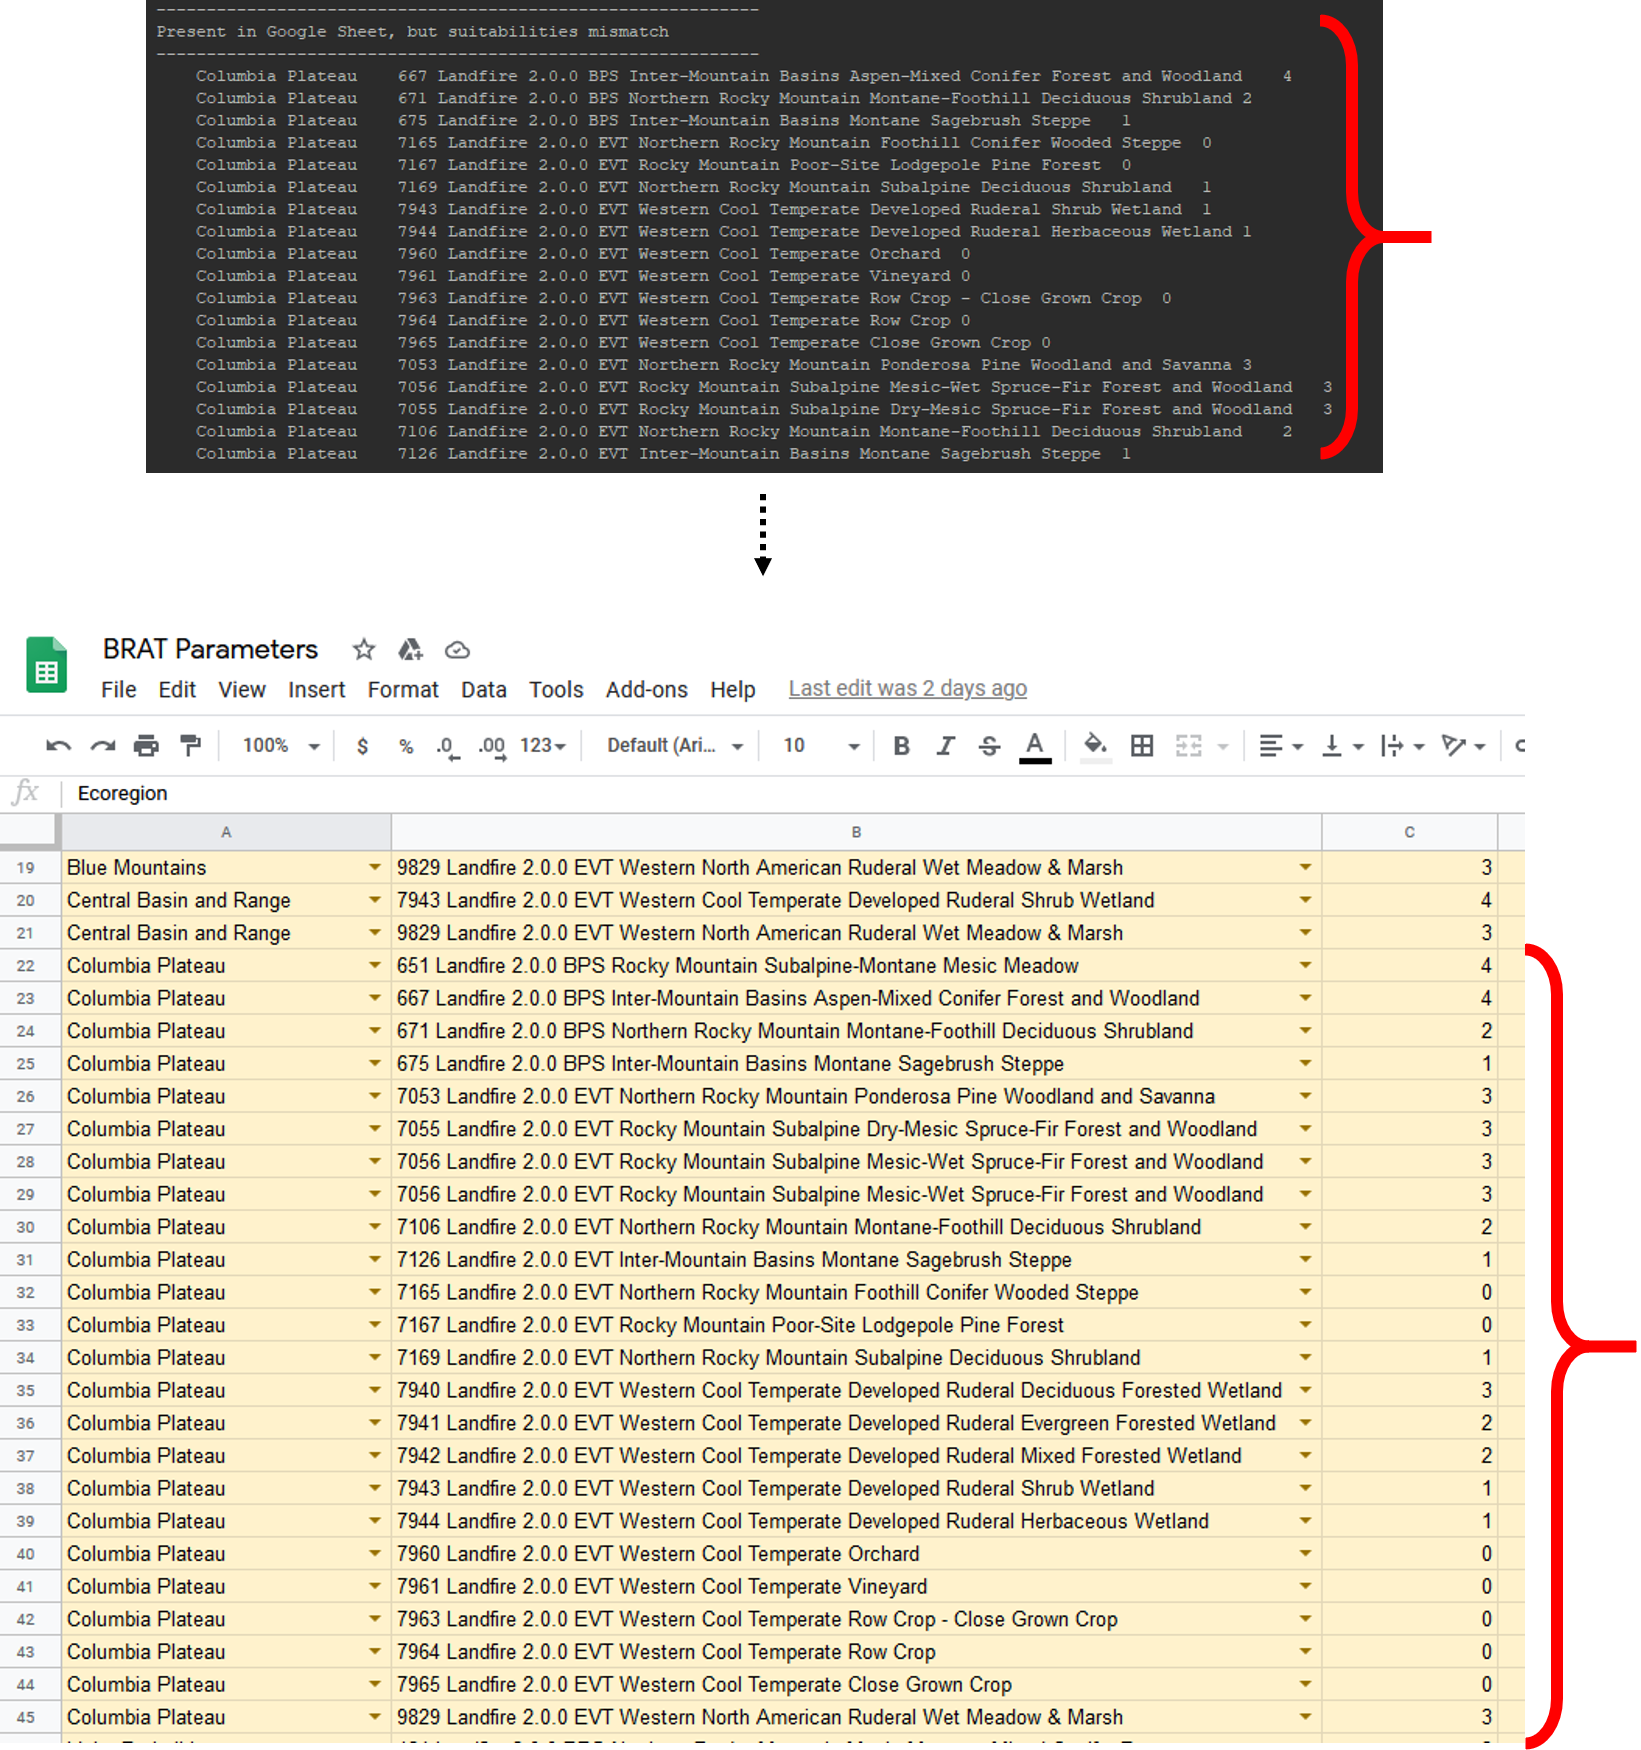 ------------------------------------------------------------
Present in Google Sheet, but suitabilities mismatch
------------------------------------------------------------
Columbia Plateau 667 Landfire 2.0.0 BPS Inter-Mountain Basins Aspen-Mixed Conifer Forest and Woodland 4
Columbia Plateau 671 Landfire 2.0.0 BPS Northern Rocky Mountain Montane-Foothill Deciduous Shrubland 2
Columbia Plateau 675 Landfire 2.0.0 BPS Inter-Mountain Basins Montane Sagebrush Steppe 1
Columbia Plateau 7165 Landfire 2.0.0 EVT Northern Rocky Mountain Foothill Conifer Wooded Steppe 0
Columbia Plateau 7167 Landfire 2.0.0 EVT Rocky Mountain Poor-Site Lodgepole Pine Forest 0
Columbia Plateau 7169 Landfire 2.0.0 EVT Northern Rocky Mountain Subalpine Deciduous Shrubland 1
Columbia Plateau 7943 Landfire 2.0.0 EVT Western Cool Temperate Developed Ruderal Shrub Wetland 1
Columbia Plateau 7944 Landfire 2.0.0 EVT Western Cool Temperate Developed Ruderal Herbaceous Wetland 1
Columbia Plateau 7960 Landfire 2.0.0 EVT Western Cool Temperate Orchard 0
Columbia Plateau 7961 Landfire 2.0.0 EVT Western Cool Temperate Vineyard 0
Columbia Plateau 7963 Landfire 2.0.0 EVT Western Cool Temperate Row Crop - Close Grown Crop 0
Columbia Plateau 7964 Landfire 2.0.0 EVT Western Cool Temperate Row Crop 0
Columbia Plateau 7965 Landfire 2.0.0 EVT Western Cool Temperate Close Grown Crop 0
Columbia Plateau 7053 Landfire 2.0.0 EVT Northern Rocky Mountain Ponderosa Pine Woodland and Savanna 3
Columbia Plateau 7056 Landfire 2.0.0 EVT Rocky Mountain Subalpine Mesic-Wet Spruce-Fir Forest and Woodland 3
Columbia Plateau 7055 Landfire 2.0.0 EVT Rocky Mountain Subalpine Dry-Mesic Spruce-Fir Forest and Woodland 3
Columbia Plateau 7106 Landfire 2.0.0 EVT Northern Rocky Mountain Montane-Foothill Deciduous Shrubland 2
Columbia Plateau 7126 Landfire 2.0.0 EVT Inter-Mountain Basins Montane Sagebrush Steppe 1
BRAT Parameters
File Edit View Insert Format Data Tools Add-ons Help Last edit was 2 days ago
100% $ % .0 .00 123 Default (Ari... 10 B I S A
fx Ecoregion
A B C
19 Blue Mountains 9829 Landfire 2.0.0 EVT Western North American Ruderal Wet Meadow & Marsh 3
20 Central Basin and Range 7943 Landfire 2.0.0 EVT Western Cool Temperate Developed Ruderal Shrub Wetland 4
21 Central Basin and Range 9829 Landfire 2.0.0 EVT Western North American Ruderal Wet Meadow & Marsh 3
22 Columbia Plateau 651 Landfire 2.0.0 BPS Rocky Mountain Subalpine-Montane Mesic Meadow 4
23 Columbia Plateau 667 Landfire 2.0.0 BPS Inter-Mountain Basins Aspen-Mixed Conifer Forest and Woodland 4
24 Columbia Plateau 671 Landfire 2.0.0 BPS Northern Rocky Mountain Montane-Foothill Deciduous Shrubland 2
25 Columbia Plateau 675 Landfire 2.0.0 BPS Inter-Mountain Basins Montane Sagebrush Steppe 1
26 Columbia Plateau 7053 Landfire 2.0.0 EVT Northern Rocky Mountain Ponderosa Pine Woodland and Savanna 3
27 Columbia Plateau 7055 Landfire 2.0.0 EVT Rocky Mountain Subalpine Dry-Mesic Spruce-Fir Forest and Woodland 3
28 Columbia Plateau 7056 Landfire 2.0.0 EVT Rocky Mountain Subalpine Mesic-Wet Spruce-Fir Forest and Woodland 3
29 Columbia Plateau 7056 Landfire 2.0.0 EVT Rocky Mountain Subalpine Mesic-Wet Spruce-Fir Forest and Woodland 3
30 Columbia Plateau 7106 Landfire 2.0.0 EVT Northern Rocky Mountain Montane-Foothill Deciduous Shrubland 2
31 Columbia Plateau 7126 Landfire 2.0.0 EVT Inter-Mountain Basins Montane Sagebrush Steppe 1
32 Columbia Plateau 7165 Landfire 2.0.0 EVT Northern Rocky Mountain Foothill Conifer Wooded Steppe 0
33 Columbia Plateau 7167 Landfire 2.0.0 EVT Rocky Mountain Poor-Site Lodgepole Pine Forest 0
34 Columbia Plateau 7169 Landfire 2.0.0 EVT Northern Rocky Mountain Subalpine Deciduous Shrubland 1
35 Columbia Plateau 7940 Landfire 2.0.0 EVT Western Cool Temperate Developed Ruderal Deciduous Forested Wetland 3
36 Columbia Plateau 7941 Landfire 2.0.0 EVT Western Cool Temperate Developed Ruderal Evergreen Forested Wetland 2
37 Columbia Plateau 7942 Landfire 2.0.0 EVT Western Cool Temperate Developed Ruderal Mixed Forested Wetland 2
38 Columbia Plateau 7943 Landfire 2.0.0 EVT Western Cool Temperate Developed Ruderal Shrub Wetland 1
39 Columbia Plateau 7944 Landfire 2.0.0 EVT Western Cool Temperate Developed Ruderal Herbaceous Wetland 1
40 Columbia Plateau 7960 Landfire 2.0.0 EVT Western Cool Temperate Orchard 0
41 Columbia Plateau 7961 Landfire 2.0.0 EVT Western Cool Temperate Vineyard 0
42 Columbia Plateau 7963 Landfire 2.0.0 EVT Western Cool Temperate Row Crop - Close Grown Crop 0
43 Columbia Plateau 7964 Landfire 2.0.0 EVT Western Cool Temperate Row Crop 0
44 Columbia Plateau 7965 Landfire 2.0.0 EVT Western Cool Temperate Close Grown Crop 0
45 Columbia Plateau 9829 Landfire 2.0.0 EVT Western North American Ruderal Wet Meadow & Marsh 3